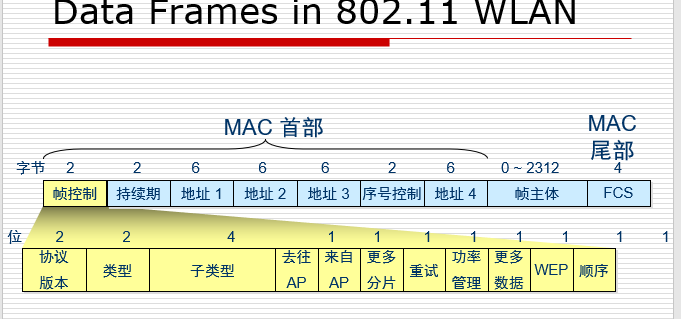 Data Frames in 802.11 WLAN
MAC 首部
MAC
尾部
字节 2 2 6 6 6 2 6 0 ~ 2312 4
帧控制 持续期 地址 1 地址 2 地址 3 序号控制 地址 4 帧主体 FCS
位 2 2 4 1 1 1 1 1 1 1 1
协议 类型 子类型 去往 来自 更多 重试 功率 更多 WEP 顺序
版本 AP AP 分片 管理 数据